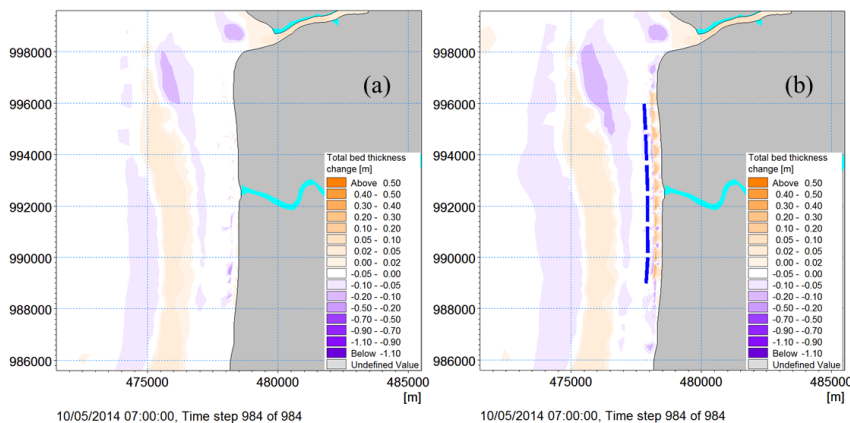 (a)
998000
996000
994000
992000
990000
988000
986000
475000 480000 485000
[m]
Total bed thickness
change [m]
Above 0.50
0.40 - 0.50
0.30 - 0.40
0.20 - 0.30
0.10 - 0.20
0.05 - 0.10
0.02 - 0.05
0.00 - 0.02
-0.05 - 0.00
-0.10 - -0.05
-0.20 - -0.10
-0.50 - -0.20
-0.70 - -0.50
-0.90 - -0.70
-1.10 - -0.90
Below -1.10
Undefined Value
10/05/2014 07:00:00, Time step 984 of 984
(b)
998000
996000
994000
992000
990000
988000
986000
475000 480000 485000
[m]
Total bed thickness
change [m]
Above 0.50
0.40 - 0.50
0.30 - 0.40
0.20 - 0.30
0.10 - 0.20
0.05 - 0.10
0.02 - 0.05
0.00 - 0.02
-0.05 - 0.00
-0.10 - -0.05
-0.20 - -0.10
-0.50 - -0.20
-0.70 - -0.50
-0.90 - -0.70
-1.10 - -0.90
Below -1.10
Undefined Value
10/05/2014 07:00:00, Time step 984 of 984